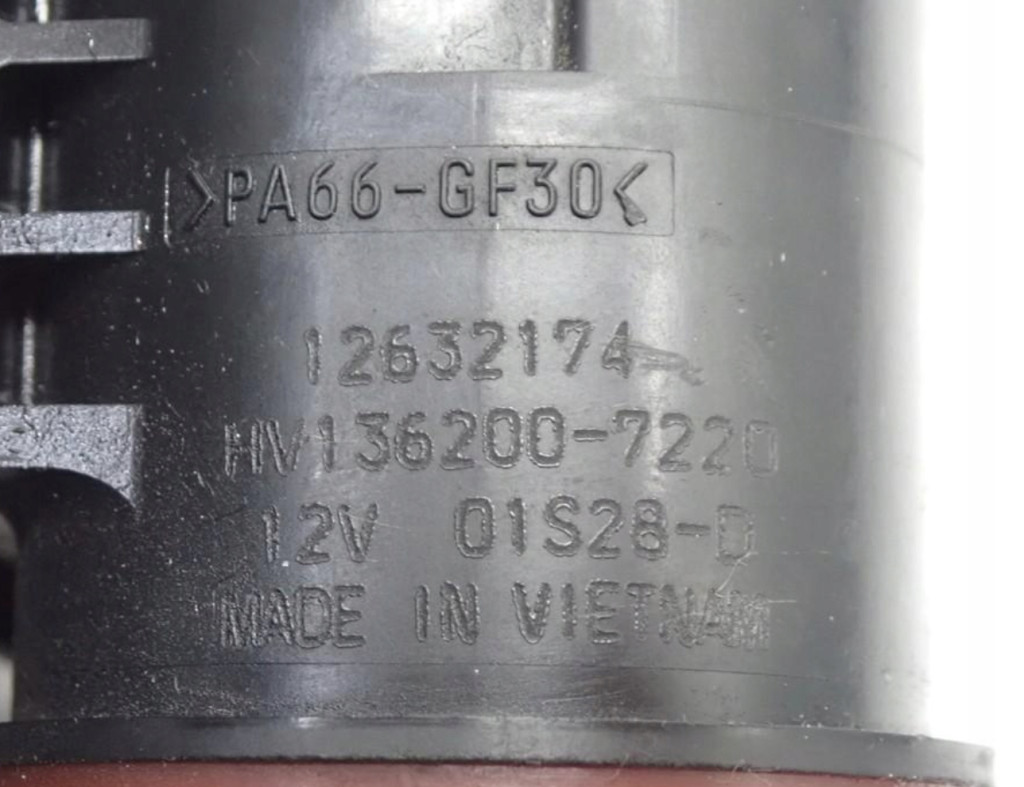 >PA66-GF30<
12632174
HV136200-7220
12V 01S28-D
MADE IN VIETNAM